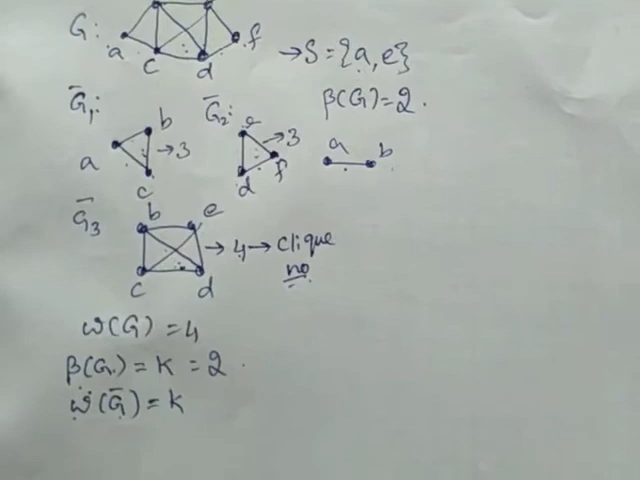 G:
a c d f → S = {a, e}
β(G) = 2.
G̅₁: G̅₂:
a b c → 3
e d f → 3
a b
G̅₃
b e c d → 4 → clique
no
ω(G) = 4
β(G) = K = 2.
ω(G̅) = K